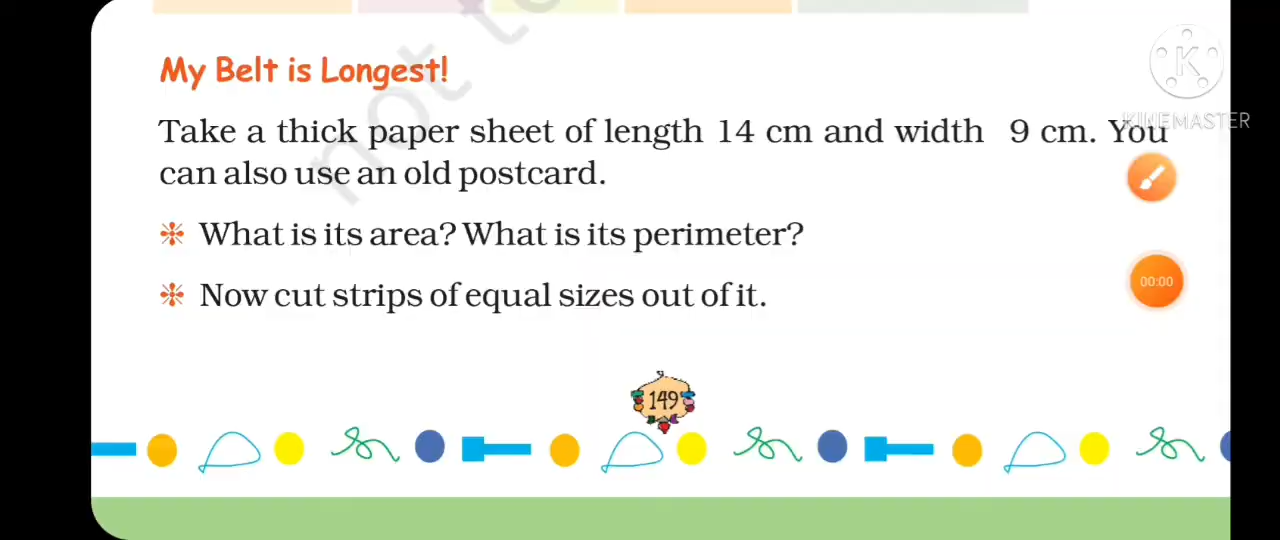 not to
My Belt is Longest!
KINEMASTER
K
Take a thick paper sheet of length 14 cm and width 9 cm. You
can also use an old postcard.
❉ What is its area? What is its perimeter?
❉ Now cut strips of equal sizes out of it.
00:00
149